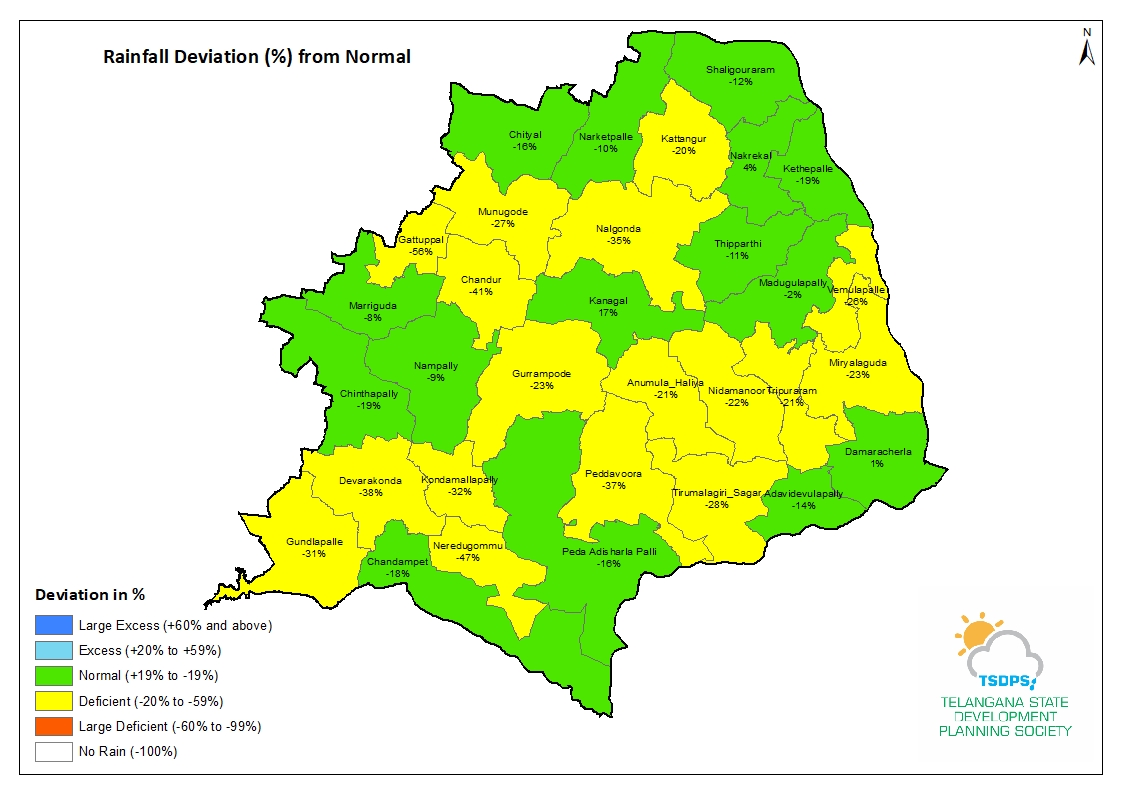 Rainfall Deviation (%) from Normal
N
Shaligouraram
-12%
Chityal
-16%
Narketpalle
-10%
Kattangur
-20%
Nakrekal
4%
Kethepalle
-19%
Munugode
-27%
Nalgonda
-35%
Gattuppal
-56%
Thipparthi
-11%
Chandur
-41%
Madugulapally
-2%
Vemulapalle
-26%
Marriguda
-8%
Kanagal
17%
Nampally
-9%
Gurrampode
-23%
Anumula_Haliya
-21%
Nidamanoor
-22%
Tripuraram
-21%
Miryalaguda
-23%
Chinthapally
-19%
Damaracherla
1%
Devarakonda
-38%
Kondamallapally
-32%
Peddavoora
-37%
Tirumalagiri_Sagar
-28%
Adavidevulapally
-14%
Gundlapalle
-31%
Chandampet
-18%
Neredugommu
-47%
Peda Adisharla Palli
-16%
Deviation in %
Large Excess (+60% and above)
Excess (+20% to +59%)
Normal (+19% to -19%)
Deficient (-20% to -59%)
Large Deficient (-60% to -99%)
No Rain (-100%)
TSDPS
TELANGANA STATE
DEVELOPMENT
PLANNING SOCIETY